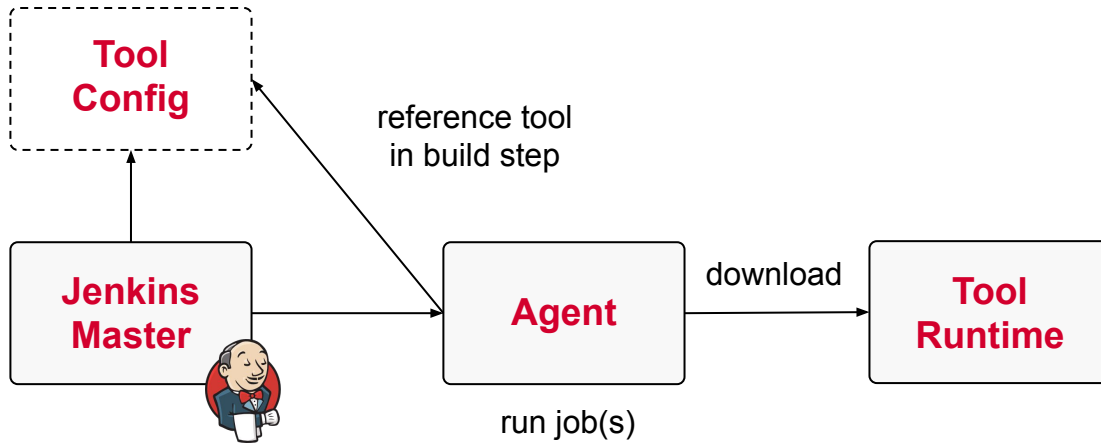 Tool
Config
reference tool
in build step
Jenkins
Master
Agent
download
Tool
Runtime
run job(s)